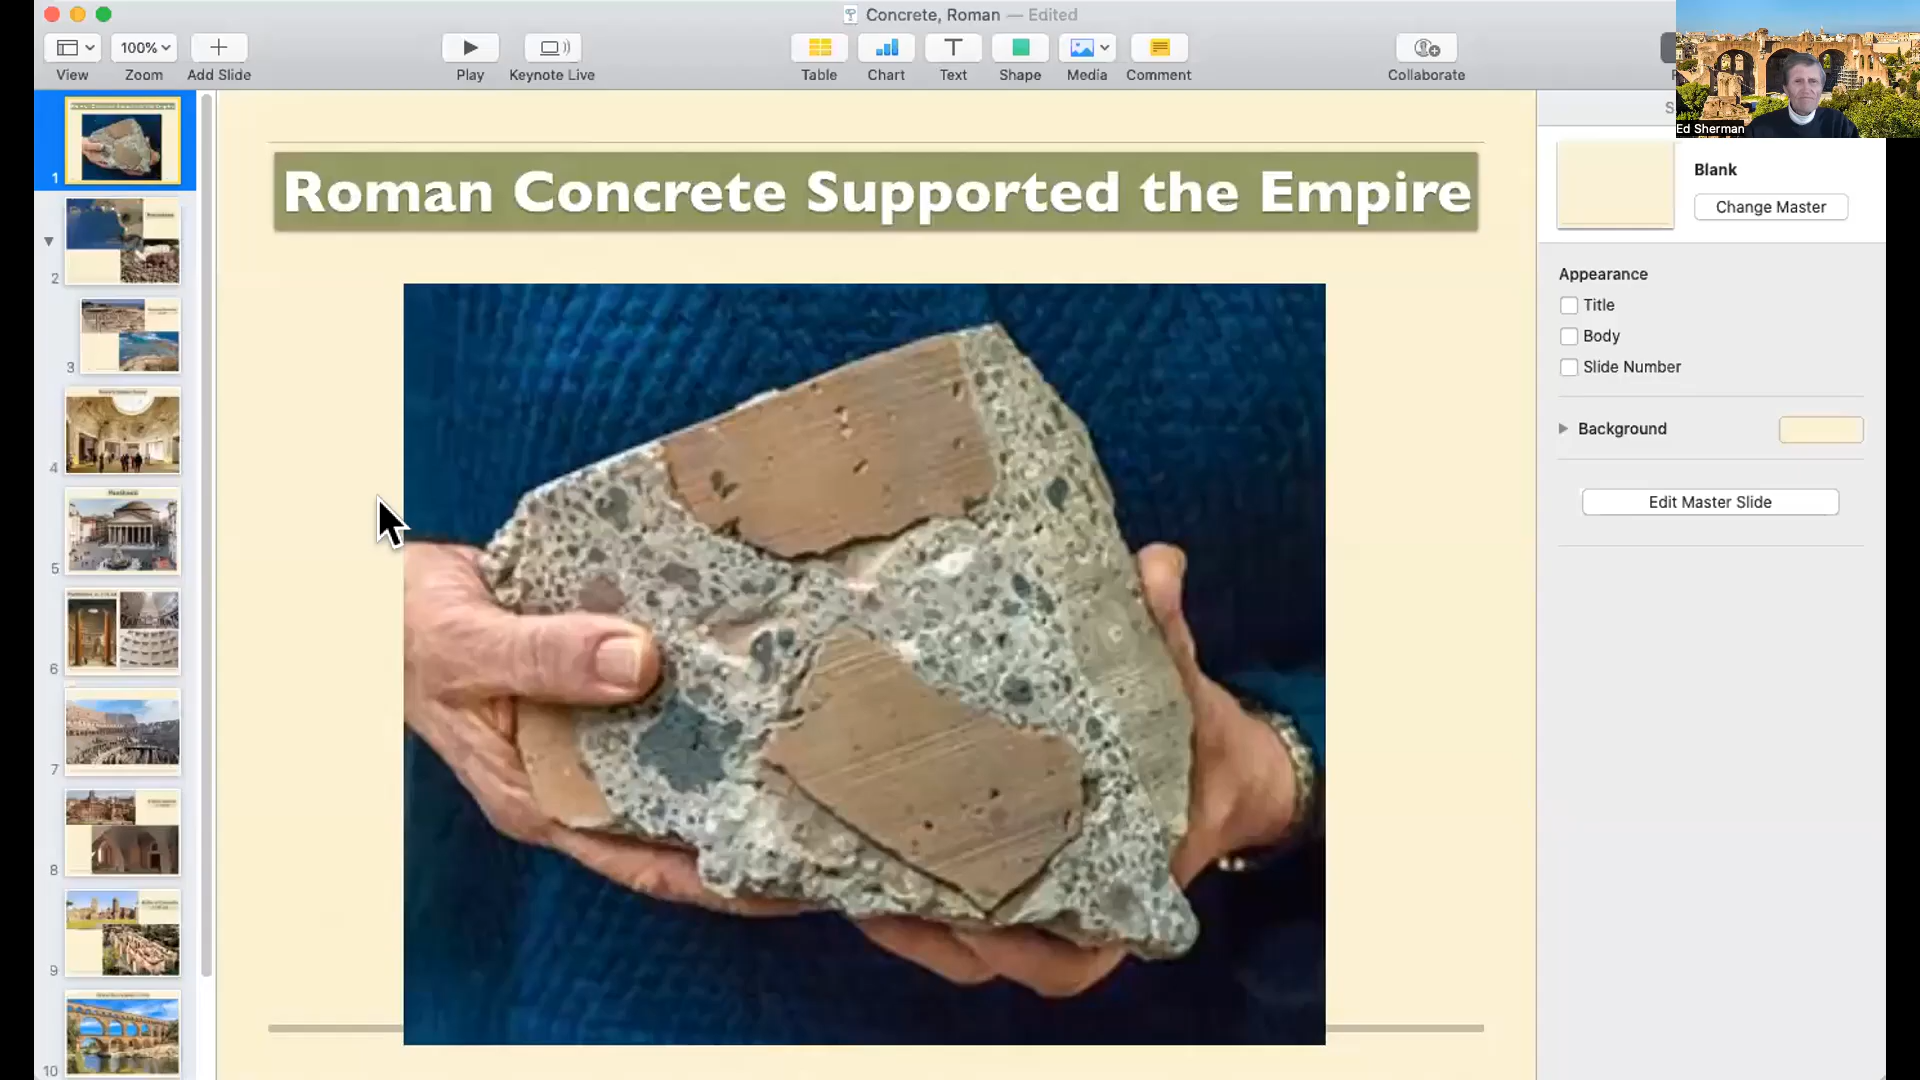 Concrete, Roman — Edited
100%
View
Zoom
Add Slide
Play
Keynote Live
Table
Chart
Text
Shape
Media
Comment
Collaborate
Ed Sherman
Roman Concrete Supported the Empire
Blank
Change Master
Appearance
Title
Body
Slide Number
Background
Edit Master Slide
1
2
3
4
5
Pantheon
6
7
8
9
10